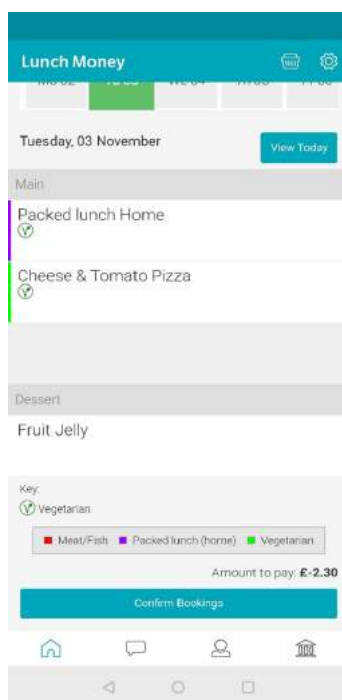 Lunch Money
Tuesday, 03 November
View Today
Main
Packed lunch Home
Cheese & Tomato Pizza
Dessert
Fruit Jelly
Key:
Vegetarian
Meat/Fish Packed lunch (home) Vegetarian
Amount to pay: £-2.30
Confirm Bookings